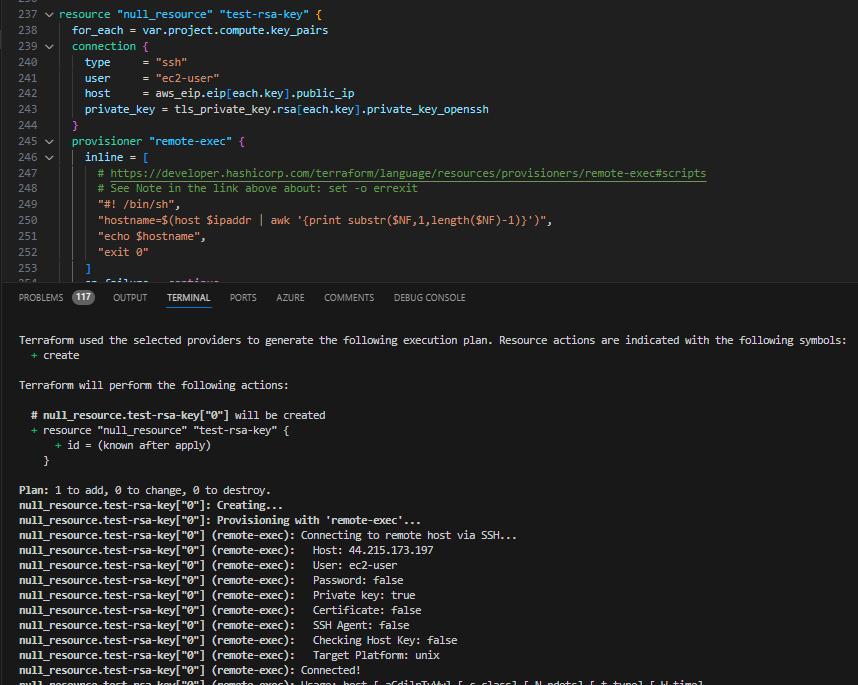 237 resource "null_resource" "test-rsa-key" {
238 for_each = var.project.compute.key_pairs
239 connection {
240 type = "ssh"
241 user = "ec2-user"
242 host = aws_eip.eip[each.key].public_ip
243 private_key = tls_private_key.rsa[each.key].private_key_openssh
244 }
245 provisioner "remote-exec" {
246 inline = [
247 # https://developer.hashicorp.com/terraform/language/resources/provisioners/remote-exec#scripts
248 # See Note in the link above about: set -o errexit
249 "#! /bin/sh",
250 "hostname=$(host $ipaddr | awk '{print substr($NF,1,length($NF)-1)}')",
251 "echo $hostname",
252 "exit 0"
253 ]
PROBLEMS 117 OUTPUT TERMINAL PORTS AZURE COMMENTS DEBUG CONSOLE
Terraform used the selected providers to generate the following execution plan. Resource actions are indicated with the following symbols:
+ create
Terraform will perform the following actions:
# null_resource.test-rsa-key["0"] will be created
+ resource "null_resource" "test-rsa-key" {
+ id = (known after apply)
}
Plan: 1 to add, 0 to change, 0 to destroy.
null_resource.test-rsa-key["0"]: Creating...
null_resource.test-rsa-key["0"]: Provisioning with 'remote-exec'...
null_resource.test-rsa-key["0"] (remote-exec): Connecting to remote host via SSH...
null_resource.test-rsa-key["0"] (remote-exec): Host: 44.215.173.197
null_resource.test-rsa-key["0"] (remote-exec): User: ec2-user
null_resource.test-rsa-key["0"] (remote-exec): Password: false
null_resource.test-rsa-key["0"] (remote-exec): Private key: true
null_resource.test-rsa-key["0"] (remote-exec): Certificate: false
null_resource.test-rsa-key["0"] (remote-exec): SSH Agent: false
null_resource.test-rsa-key["0"] (remote-exec): Checking Host Key: false
null_resource.test-rsa-key["0"] (remote-exec): Target Platform: unix
null_resource.test-rsa-key["0"] (remote-exec): Connected!